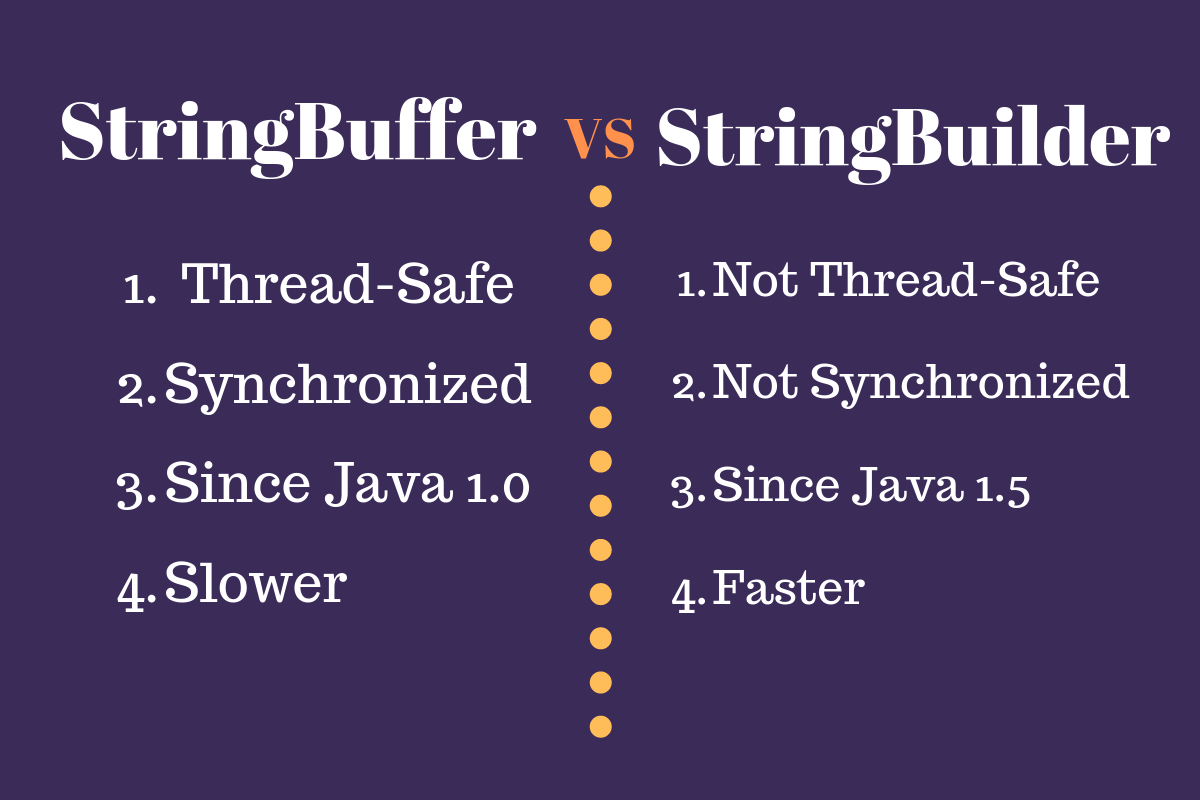 StringBuffer vs StringBuilder
1. Thread-Safe
2. Synchronized
3. Since Java 1.0
4. Slower
1. Not Thread-Safe
2. Not Synchronized
3. Since Java 1.5
4. Faster